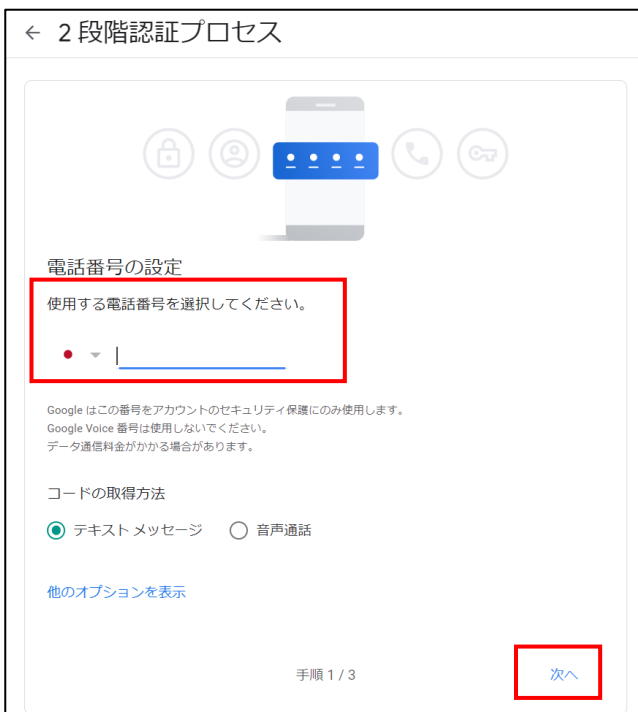 ← 2 段階認証プロセス
電話番号の設定
使用する電話番号を選択してください。
Google はこの番号をアカウントのセキュリティ保護にのみ使用します。
Google Voice 番号は使用しないでください。
データ通信料金がかかる場合があります。
コードの取得方法
テキスト メッセージ 音声通話
他のオプションを表示
手順 1 / 3 次へ